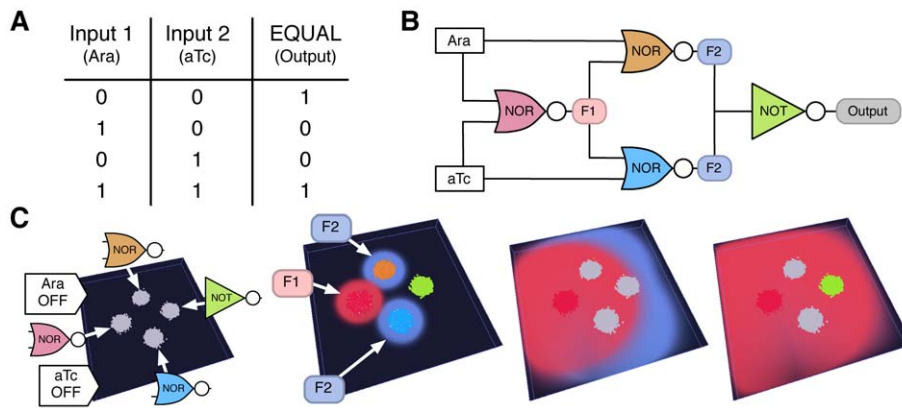 A
Input 1 Input 2 EQUAL
(Ara) (aTc) (Output)
0 0 1
1 0 0
0 1 0
1 1 1
B
Ara
NOR
F2
NOR
F1
NOT
Output
aTc
NOR
F2
C
NOR
Ara
OFF
NOT
NOR
aTc
OFF
NOR
F2
F1
F2